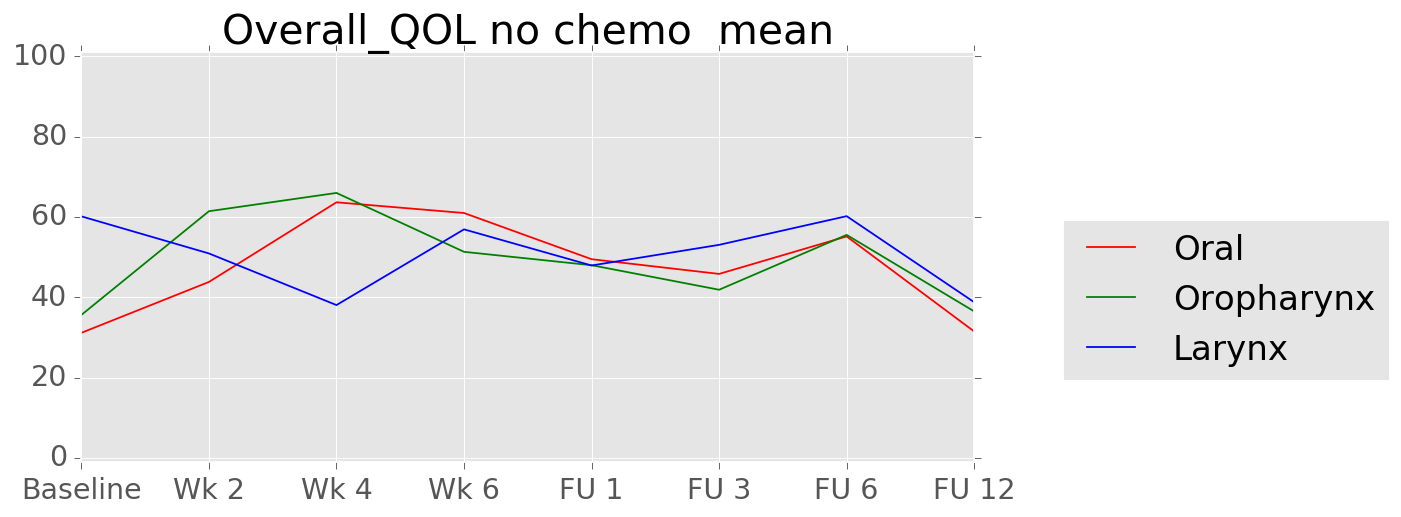 Overall_QOL no chemo  mean
100
80
60
40
20
0
Baseline Wk 2 Wk 4 Wk 6 FU 1 FU 3 FU 6 FU 12
Oral
Oropharynx
Larynx